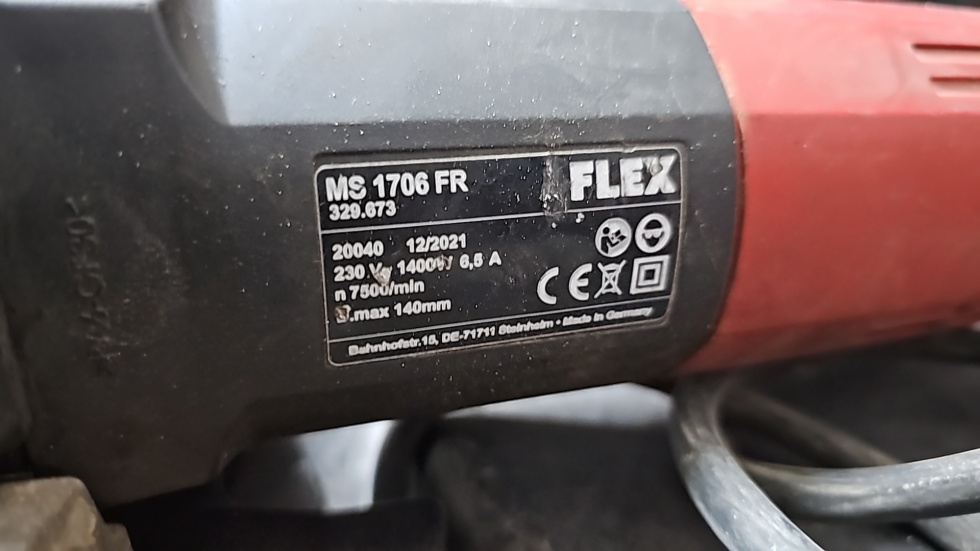 MS 1706 FR
FLEX
329.673
20040 12/2021
230 V~ 1400W 6,5 A
n 7500/min
.max 140mm
CE
Bahnhofstr.15, DE-71711 Steinheim • Made in Germany